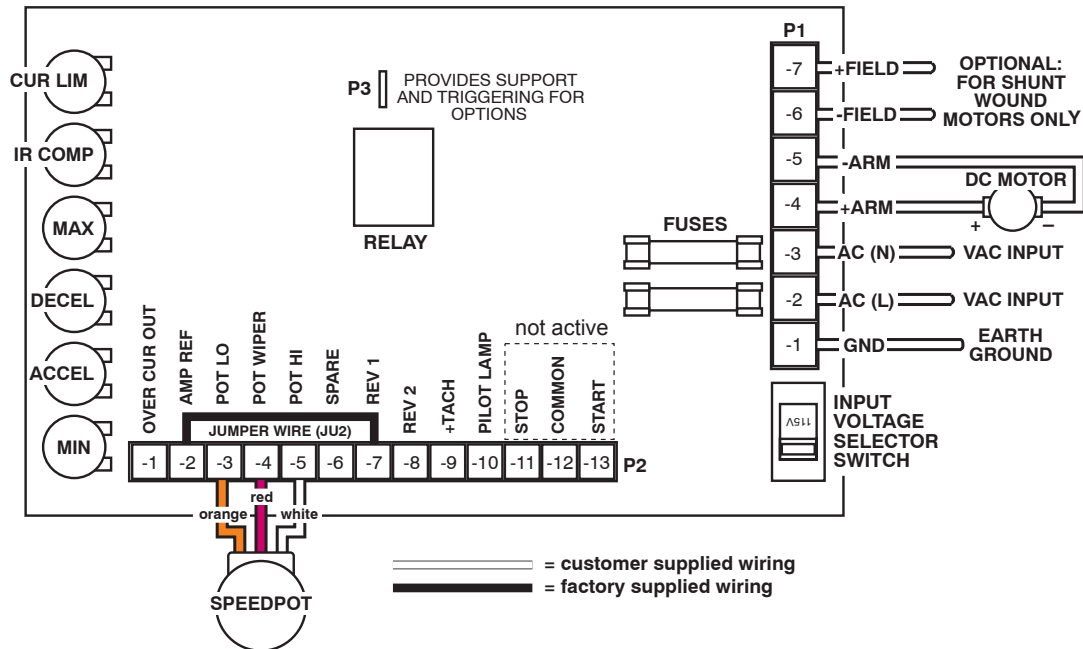 P1
CUR LIM
IR COMP
MAX
DECEL
ACCEL
MIN
P3
PROVIDES SUPPORT
AND TRIGGERING FOR
OPTIONS
RELAY
FUSES
-7
+FIELD
-6
-FIELD
OPTIONAL:
FOR SHUNT
WOUND
MOTORS ONLY
-5
-ARM
DC MOTOR
-4
+ARM
+
–
-3
AC (N)
VAC INPUT
-2
AC (L)
VAC INPUT
-1
GND
EARTH
GROUND
115V
INPUT
VOLTAGE
SELECTOR
SWITCH
not active
OVER CUR OUT
AMP REF
POT LO
POT WIPER
POT HI
SPARE
REV 1
REV 2
+TACH
PILOT LAMP
STOP
COMMON
START
JUMPER WIRE (JU2)
-1 -2 -3 -4 -5 -6 -7 -8 -9 -10 -11 -12 -13 P2
red
orange
white
SPEEDPOT
= customer supplied wiring
= factory supplied wiring